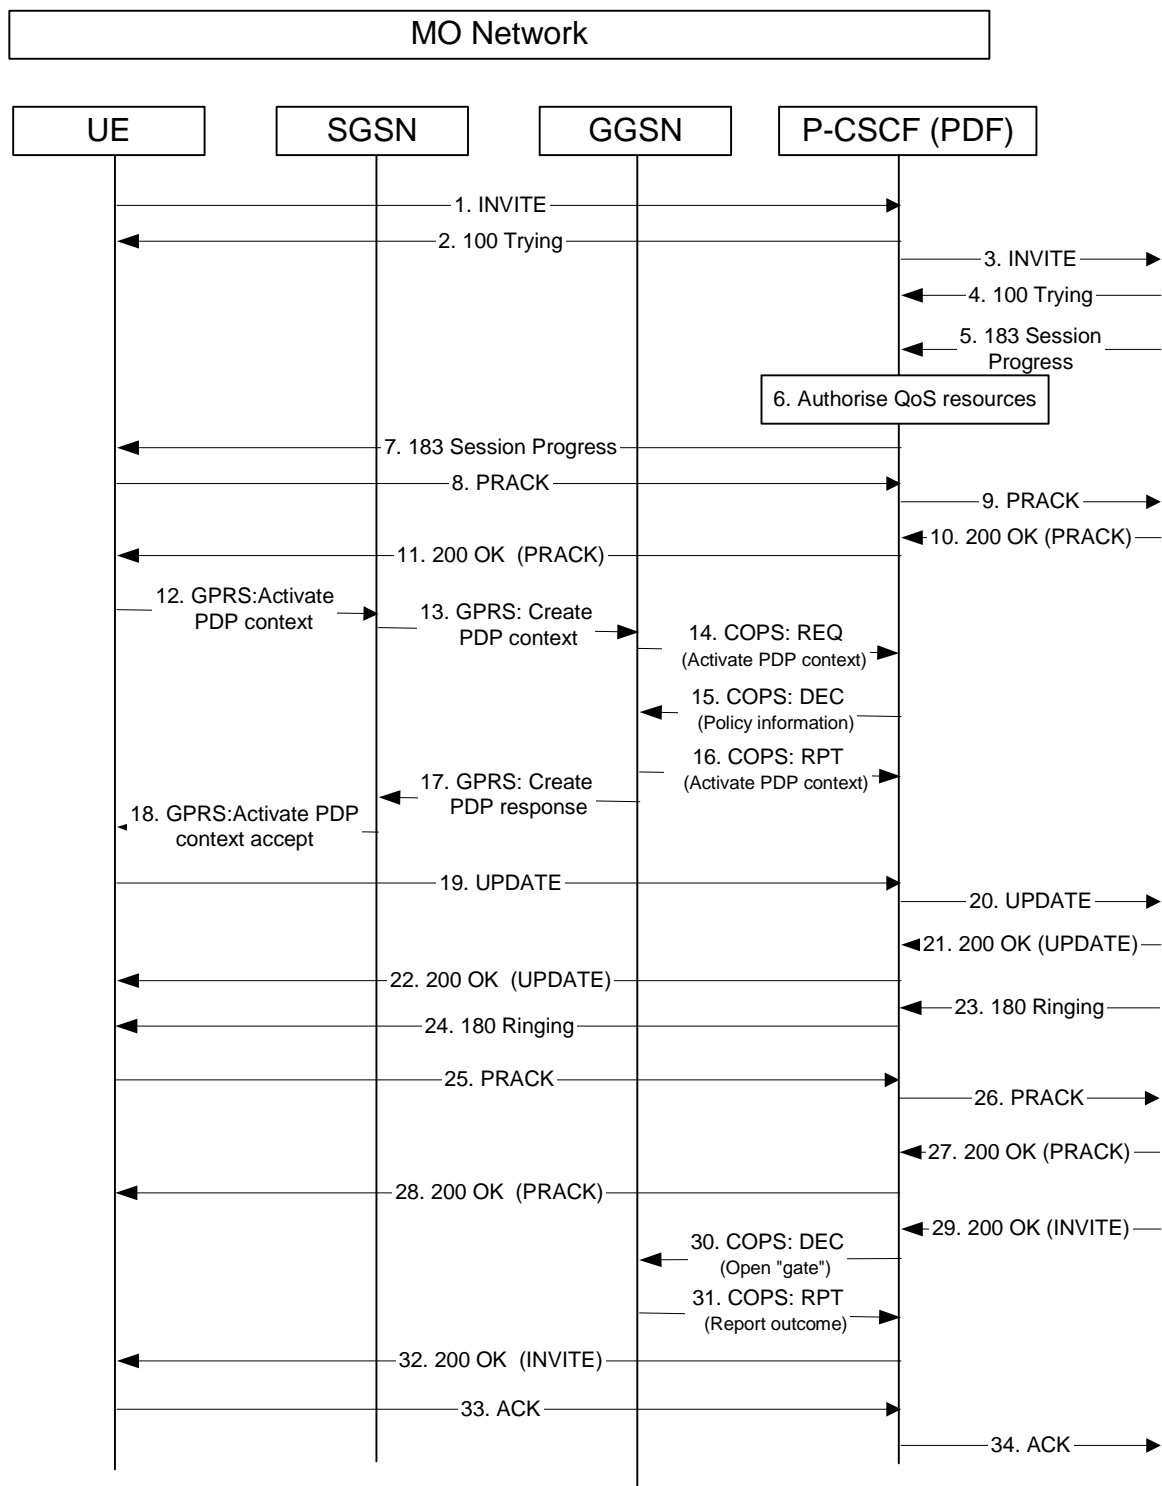 MO Network
UE
SGSN
GGSN
P-CSCF (PDF)
1. INVITE
2. 100 Trying
3. INVITE
4. 100 Trying
5. 183 Session
Progress
6. Authorise QoS resources
7. 183 Session Progress
8. PRACK
9. PRACK
10. 200 OK (PRACK)
11. 200 OK (PRACK)
12. GPRS:Activate
PDP context
13. GPRS: Create
PDP context
14. COPS: REQ
(Activate PDP context)
15. COPS: DEC
(Policy information)
16. COPS: RPT
(Activate PDP context)
17. GPRS: Create
PDP response
18. GPRS:Activate PDP
context accept
19. UPDATE
20. UPDATE
21. 200 OK (UPDATE)
22. 200 OK (UPDATE)
23. 180 Ringing
24. 180 Ringing
25. PRACK
26. PRACK
27. 200 OK (PRACK)
28. 200 OK (PRACK)
29. 200 OK (INVITE)
30. COPS: DEC
(Open "gate")
31. COPS: RPT
(Report outcome)
32. 200 OK (INVITE)
33. ACK
34. ACK